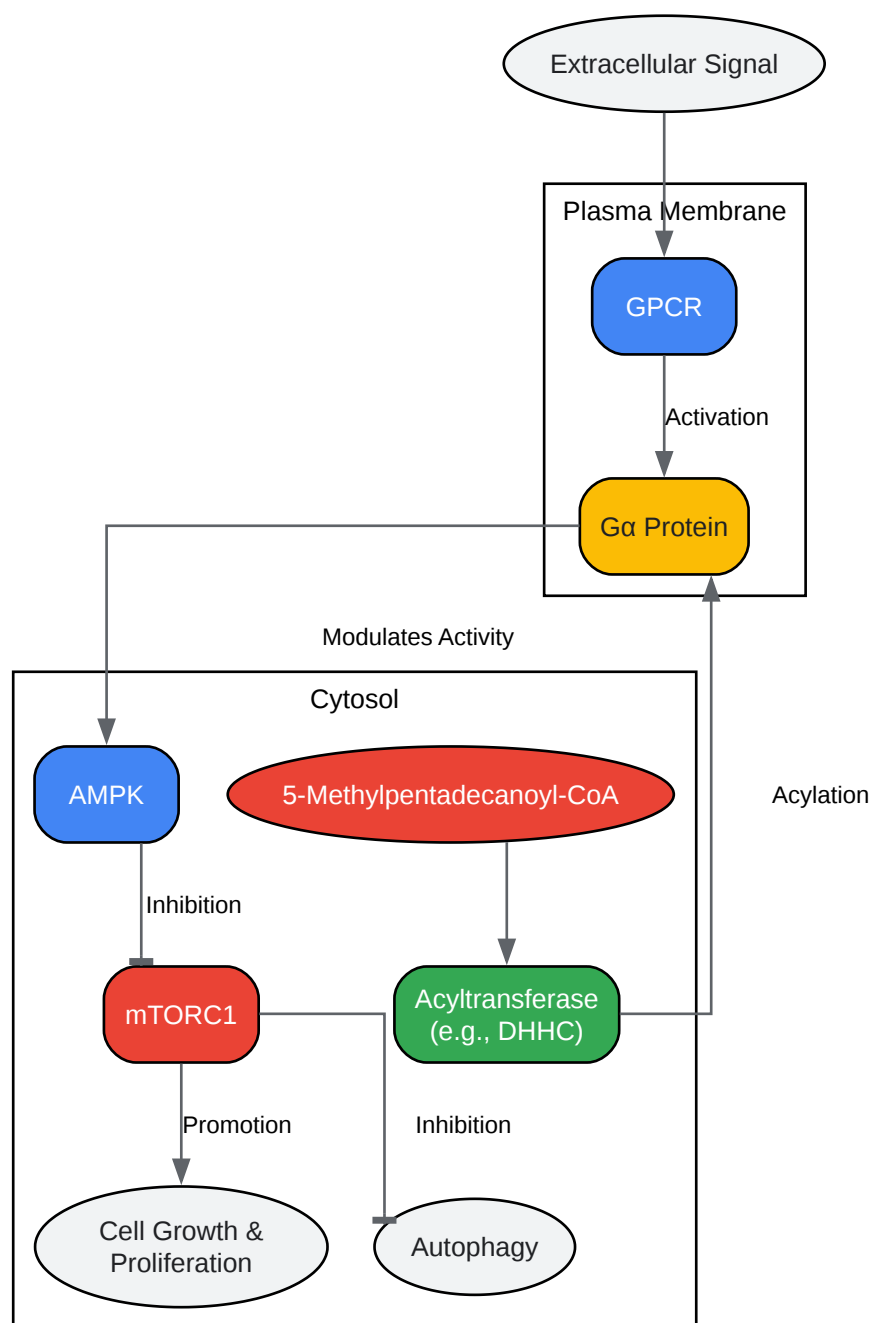 Extracellular Signal
Plasma Membrane
GPCR
Activation
Gα Protein
Modulates Activity
Cytosol
AMPK
5-Methylpentadecanoyl-CoA
Acylation
Inhibition
mTORC1
Acyltransferase
(e.g., DHHC)
Promotion
Inhibition
Cell Growth &
Proliferation
Autophagy